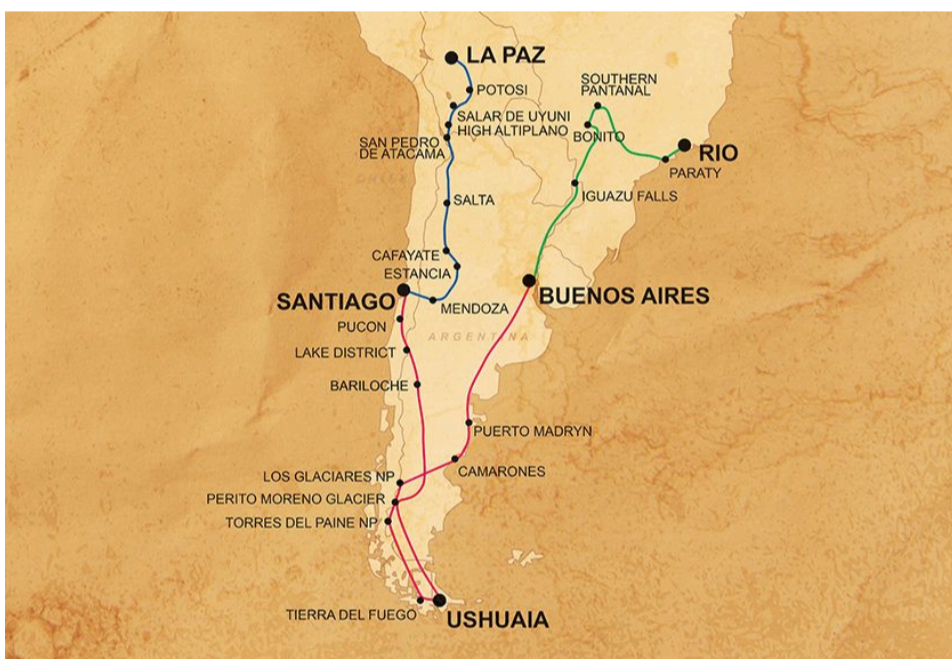 LA PAZ
POTOSI
SOUTHERN
PANTANAL
SALAR DE UYUNI
HIGH ALTIPLANO
BONITO
SAN PEDRO
DE ATACAMA
RIO
PARATY
CHILE
SALTA
IGUAZU FALLS
CAFAYATE
ESTANCIA
SANTIAGO
MENDOZA
BUENOS AIRES
PUCON
ARGENTINA
LAKE DISTRICT
BARILOCHE
PUERTO MADRYN
CAMARONES
LOS GLACIARES NP
PERITO MORENO GLACIER
TORRES DEL PAINE NP
TIERRA DEL FUEGO
USHUAIA